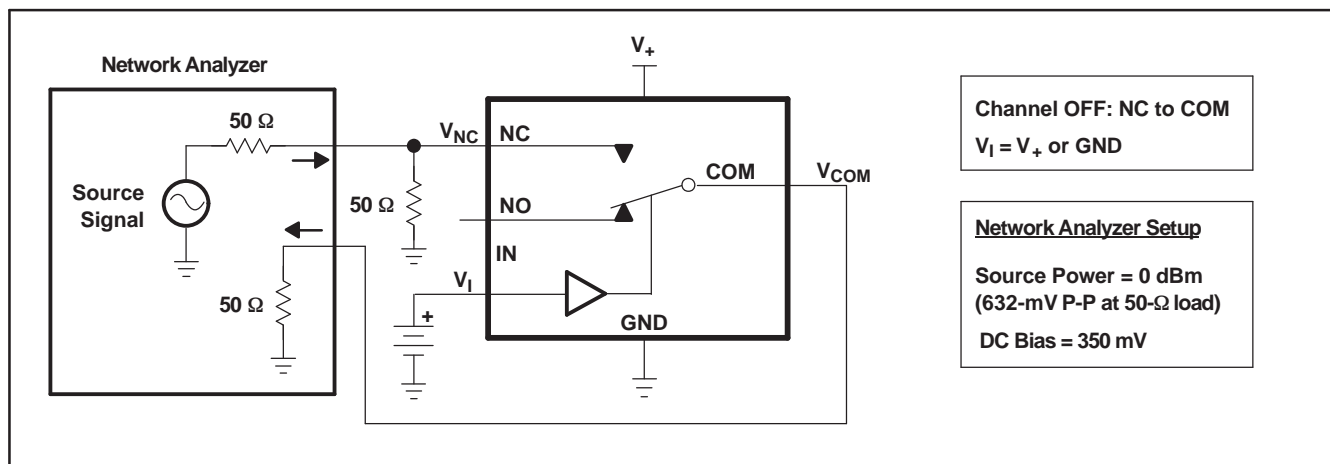 Network Analyzer
50 Ω
Source
Signal
50 Ω
50 Ω
V+
VNC
NC
NO
IN
VI
+
GND
COM
VCOM
Channel OFF: NC to COM
VI = V+ or GND
Network Analyzer Setup
Source Power = 0 dBm
(632-mV P-P at 50-Ω load)
DC Bias = 350 mV